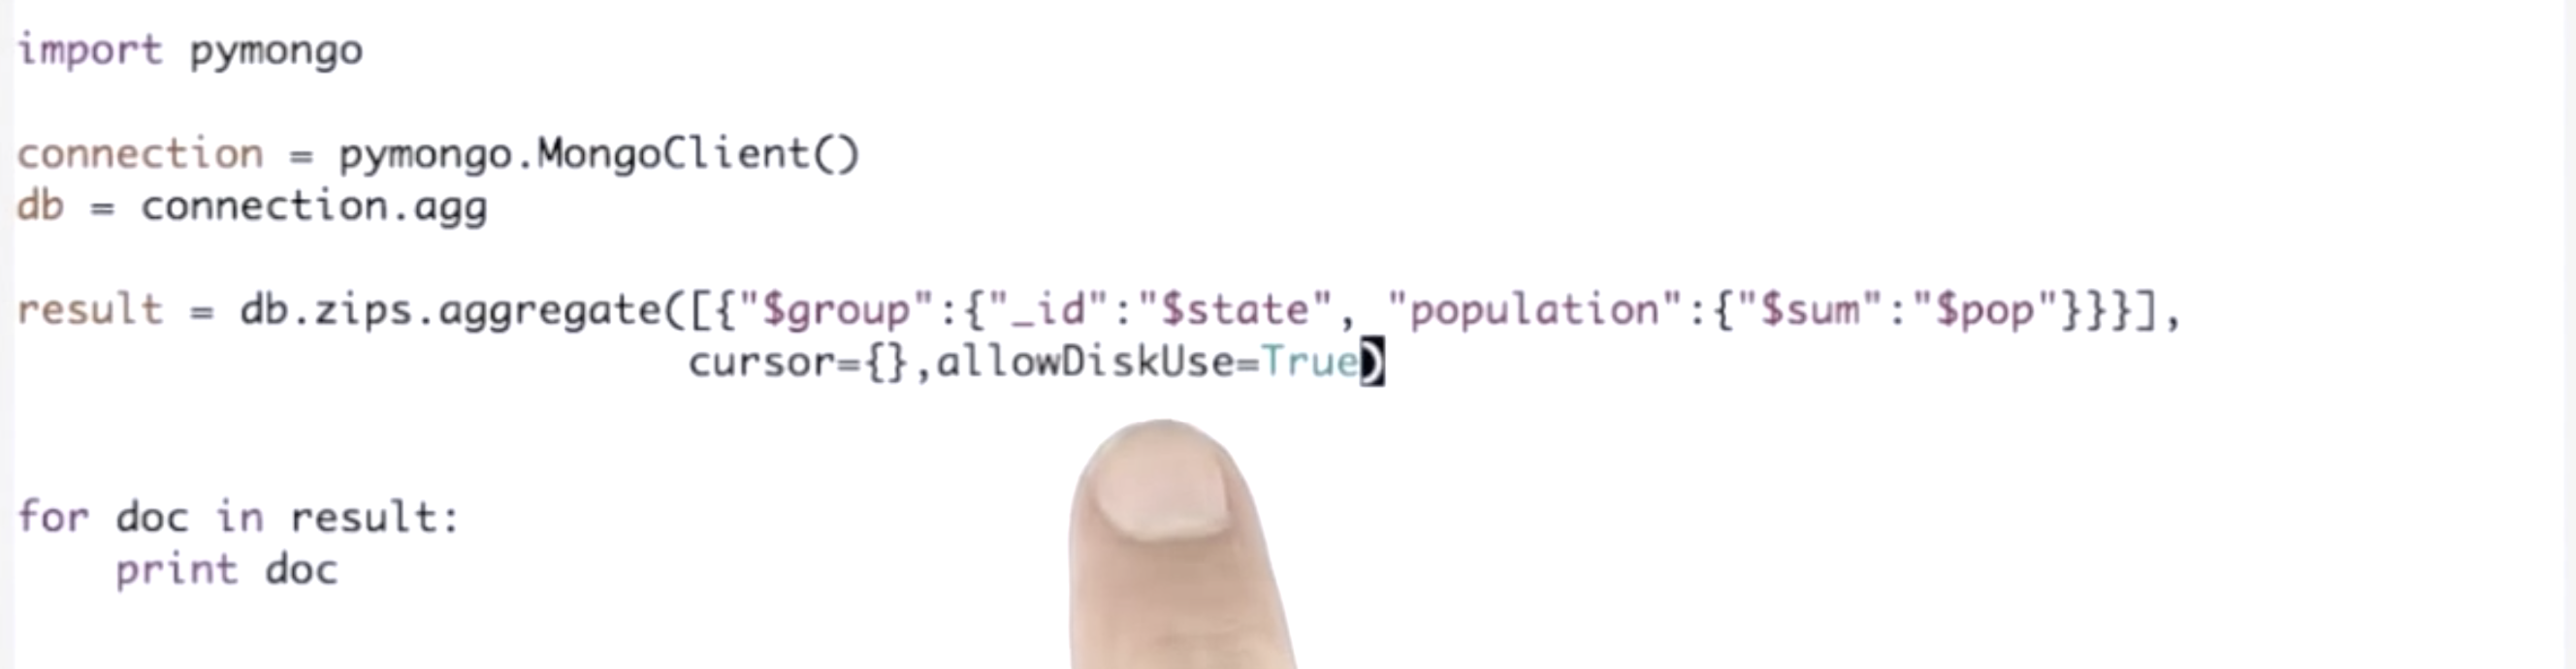 import pymongo
connection = pymongo.MongoClient()
db = connection.agg
result = db.zips.aggregate([{"$group":{"_id":"$state", "population":{"$sum":"$pop"}}}],
cursor={},allowDiskUse=True)
for doc in result:
print doc